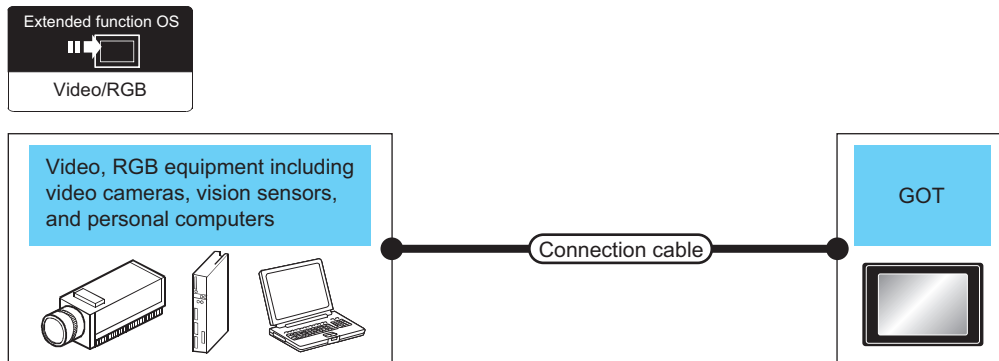 Extended function OS
Video/RGB
Video, RGB equipment including
video cameras, vision sensors,
and personal computers
Connection cable
GOT